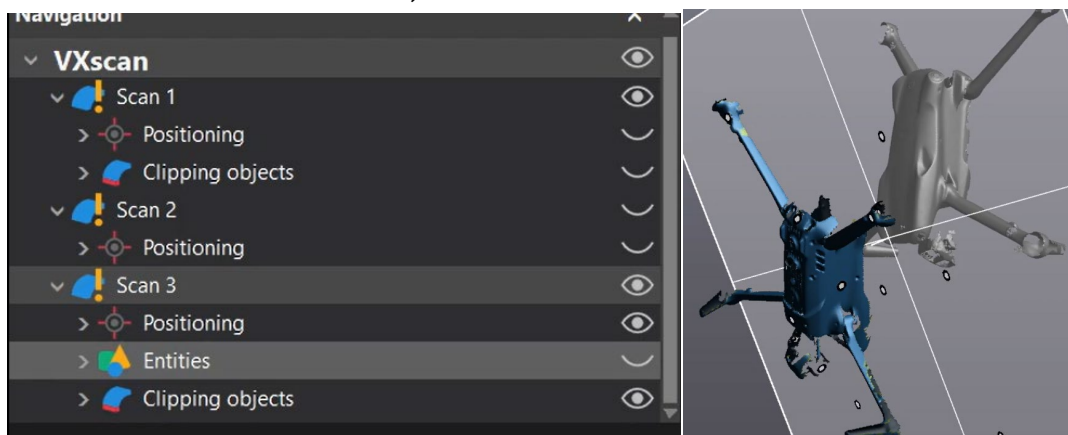 Navigation
VXscan
Scan 1
Positioning
Clipping objects
Scan 2
Positioning
Scan 3
Positioning
Entities
Clipping objects